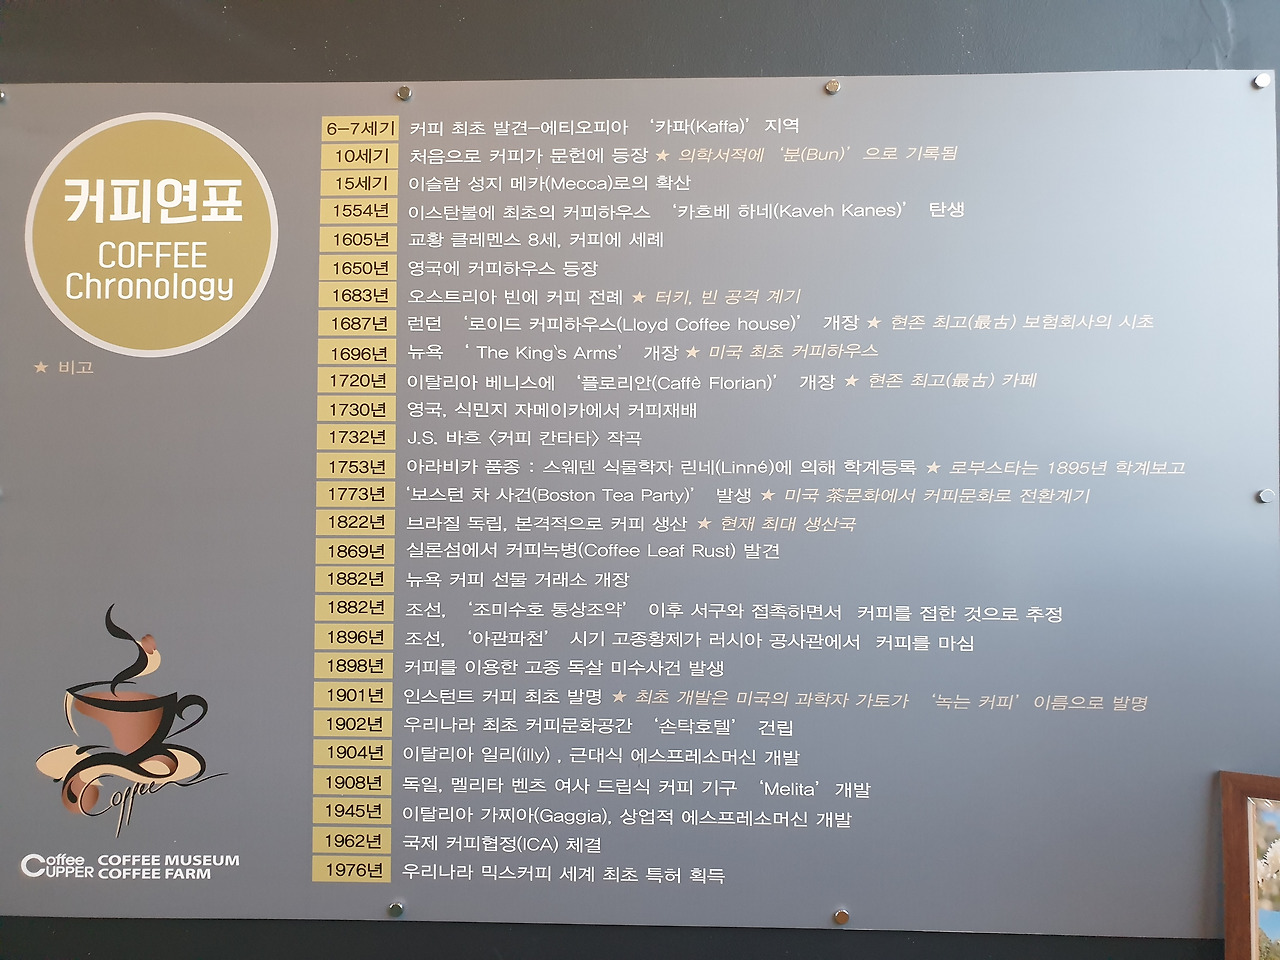 커피연표
COFFEE
Chronology
★ 비고
6-7세기 커피 최초 발견-에티오피아 ‘카파(Kaffa)’ 지역
10세기 처음으로 커피가 문헌에 등장 ★ 의학서적에 ‘분(Bun)’ 으로 기록됨
15세기 이슬람 성지 메카(Mecca)로의 확산
1554년 이스탄불에 최초의 커피하우스 ‘카흐베 하네(Kaveh Kanes)’ 탄생
1605년 교황 클레멘스 8세, 커피에 세례
1650년 영국에 커피하우스 등장
1683년 오스트리아 빈에 커피 전례 ★ 터키, 빈 공격 계기
1687년 런던 ‘로이드 커피하우스(Lloyd Coffee house)’ 개장 ★ 현존 최고(最古) 보험회사의 시초
1696년 뉴욕 ‘ The King`s Arms’ 개장 ★ 미국 최초 커피하우스
1720년 이탈리아 베니스에 ‘플로리안(Caffè Florian)’ 개장 ★ 현존 최고(最古) 카페
1730년 영국, 식민지 자메이카에서 커피재배
1732년 J.S. 바흐 〈커피 칸타타〉 작곡
1753년 아라비카 품종 : 스웨덴 식물학자 린네(Linné)에 의해 학계등록 ★ 로부스타는 1895년 학계보고
1773년 ‘보스턴 차 사건(Boston Tea Party)’ 발생 ★ 미국 茶문화에서 커피문화로 전환계기
1822년 브라질 독립, 본격적으로 커피 생산 ★ 현재 최대 생산국
1869년 실론섬에서 커피녹병(Coffee Leaf Rust) 발견
1882년 뉴욕 커피 선물 거래소 개장
1882년 조선, ‘조미수호 통상조약’ 이후 서구와 접촉하면서 커피를 접한 것으로 추정
1896년 조선, ‘아관파천’ 시기 고종황제가 러시아 공사관에서 커피를 마심
1898년 커피를 이용한 고종 독살 미수사건 발생
1901년 인스턴트 커피 최초 발명 ★ 최초 개발은 미국의 과학자 가토가 ‘녹는 커피’ 이름으로 발명
1902년 우리나라 최초 커피문화공간 ‘손탁호텔’ 건립
1904년 이탈리아 일리(illy) , 근대식 에스프레소머신 개발
1908년 독일, 멜리타 벤츠 여사 드립식 커피 기구 ‘Melita’ 개발
1945년 이탈리아 가찌아(Gaggia), 상업적 에스프레소머신 개발
1962년 국제 커피협정(ICA) 체결
1976년 우리나라 믹스커피 세계 최초 특허 획득
Coffee
Coffee CUPPER COFFEE MUSEUM
COFFEE FARM